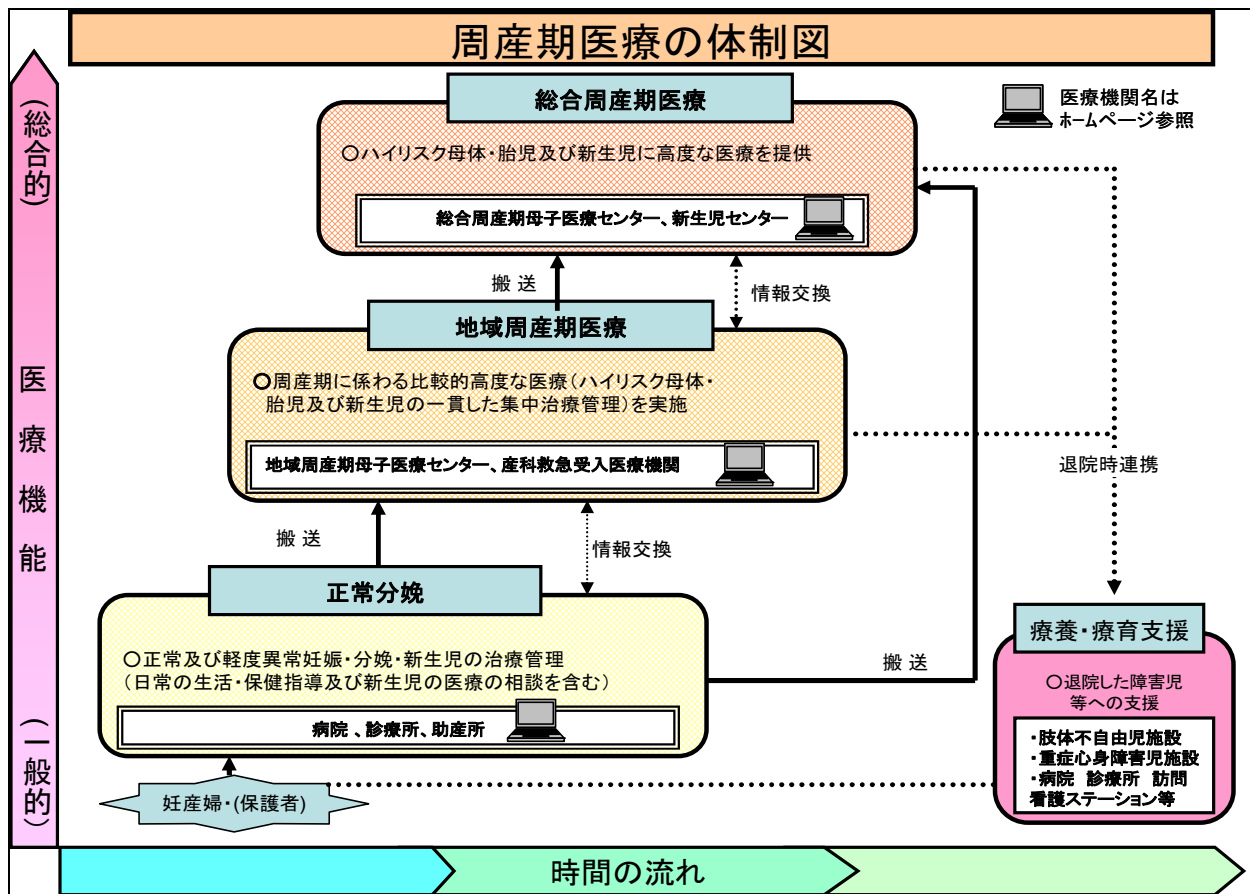 周産期医療の体制図
医療機関名は
ホームページ参照
(総合的)
医療機能
(一般的)
総合周産期医療
○ハイリスク母体・胎児及び新生児に高度な医療を提供
総合周産期母子医療センター、新生児センター
搬 送
情報交換
地域周産期医療
○周産期に係わる比較的高度な医療(ハイリスク母体・
胎児及び新生児の一貫した集中治療管理)を実施
地域周産期母子医療センター、産科救急受入医療機関
退院時連携
搬 送
情報交換
正常分娩
○正常及び軽度異常妊娠・分娩・新生児の治療管理
(日常の生活・保健指導及び新生児の医療の相談を含む)
病院 、診療所、助産所
搬 送
療養・療育支援
○退院した障害児
等への支援
・肢体不自由児施設
・重症心身障害児施設
・病院 診療所 訪問
看護ステーション等
妊産婦・(保護者)
時間の流れ